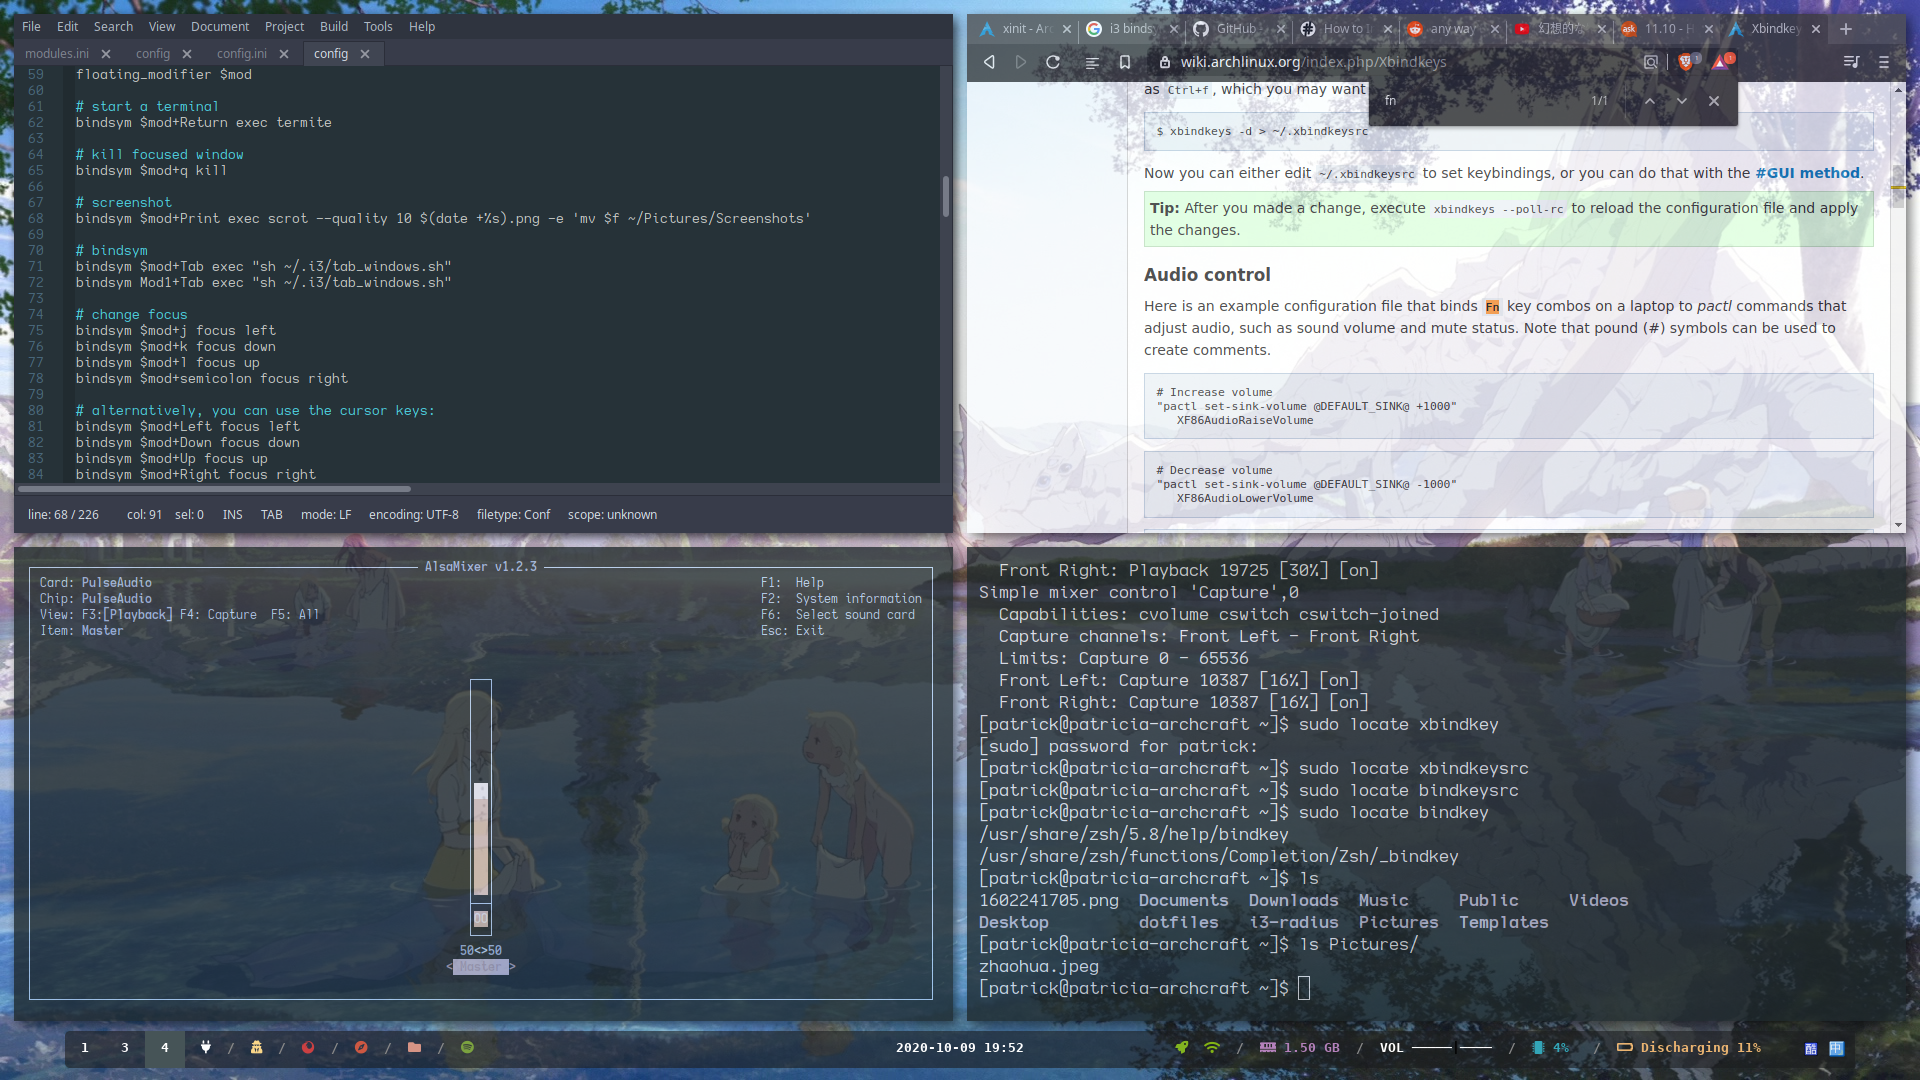 File Edit Search View Document Project Build Tools Help
modules.ini config config.ini config
59 floating_modifier $mod
60
61 # start a terminal
62 bindsym $mod+Return exec termite
63
64 # kill focused window
65 bindsym $mod+q kill
66
67 # screenshot
68 bindsym $mod+Print exec scrot --quality 10 $(date +%s).png -e 'mv $f ~/Pictures/Screenshots'
69
70 # bindsym
71 bindsym $mod+Tab exec "sh ~/.i3/tab_windows.sh"
72 bindsym Mod1+Tab exec "sh ~/.i3/tab_windows.sh"
73
74 # change focus
75 bindsym $mod+j focus left
76 bindsym $mod+k focus down
77 bindsym $mod+l focus up
78 bindsym $mod+semicolon focus right
79
80 # alternatively, you can use the cursor keys:
81 bindsym $mod+Left focus left
82 bindsym $mod+Down focus down
83 bindsym $mod+Up focus up
84 bindsym $mod+Right focus right
line: 68 / 226 col: 91 sel: 0 INS TAB mode: LF encoding: UTF-8 filetype: Conf scope: unknown
xinit - Arc i3 binds GitHub - How to I any way 幻想的な 11.10 - H Xbindkey
wiki.archlinux.org/index.php/Xbindkeys
fn 1/1
as Ctrl+f, which you may want
$ xbindkeys -d > ~/.xbindkeysrc
Now you can either edit ~/.xbindkeysrc to set keybindings, or you can do that with the #GUI method.
Tip: After you made a change, execute xbindkeys --poll-rc to reload the configuration file and apply
the changes.
Audio control
Here is an example configuration file that binds Fn key combos on a laptop to pactl commands that
adjust audio, such as sound volume and mute status. Note that pound (#) symbols can be used to
create comments.
# Increase volume
"pactl set-sink-volume @DEFAULT_SINK@ +1000"
XF86AudioRaiseVolume
# Decrease volume
"pactl set-sink-volume @DEFAULT_SINK@ -1000"
XF86AudioLowerVolume
AlsaMixer v1.2.3
Card: PulseAudio F1: Help
Chip: PulseAudio F2: System information
View: F3:[Playback] F4: Capture F5: All F6: Select sound card
Item: Master Esc: Exit
OO
50<>50
< Master >
Front Right: Playback 19725 [30%] [on]
Simple mixer control 'Capture',0
Capabilities: cvolume cswitch cswitch-joined
Capture channels: Front Left - Front Right
Limits: Capture 0 - 65536
Front Left: Capture 10387 [16%] [on]
Front Right: Capture 10387 [16%] [on]
[patrick@patricia-archcraft ~]$ sudo locate xbindkey
[sudo] password for patrick:
[patrick@patricia-archcraft ~]$ sudo locate xbindkeysrc
[patrick@patricia-archcraft ~]$ sudo locate bindkeysrc
[patrick@patricia-archcraft ~]$ sudo locate bindkey
/usr/share/zsh/5.8/help/bindkey
/usr/share/zsh/functions/Completion/Zsh/_bindkey
[patrick@patricia-archcraft ~]$ ls
1602241705.png Documents Downloads Music Public Videos
Desktop dotfiles i3-radius Pictures Templates
[patrick@patricia-archcraft ~]$ ls Pictures/
zhaohua.jpeg
[patrick@patricia-archcraft ~]$
1 3 4 / / / / / 2020-10-09 19:52 / 1.50 GB / VOL / 4% / Discharging 11% 酷 中